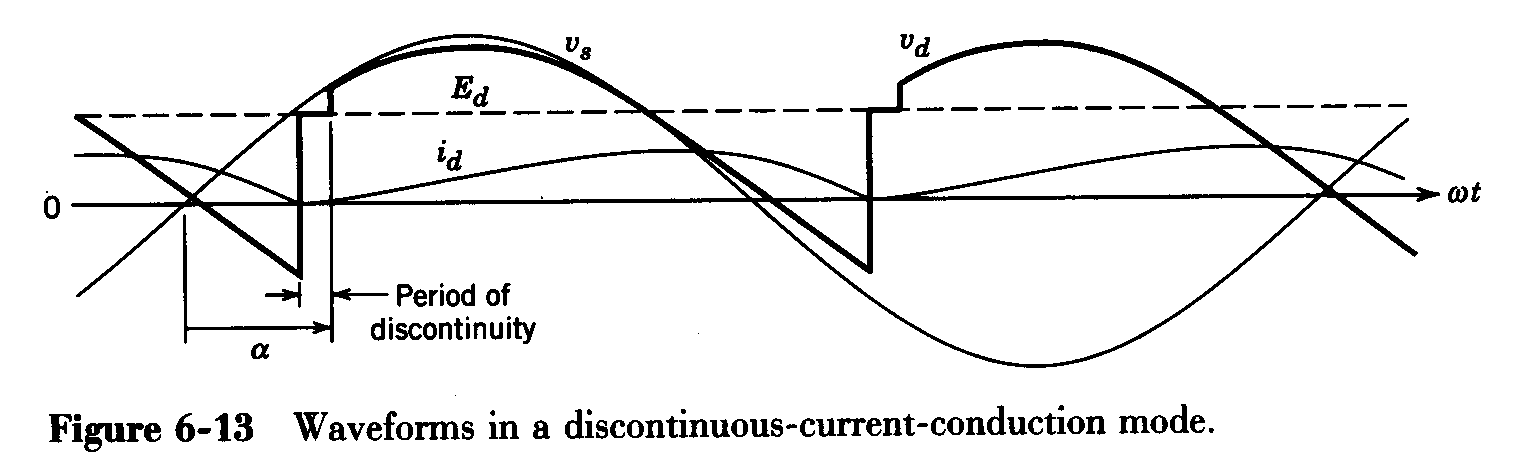 v_s
v_d
E_d
i_d
0
ωt
Period of
discontinuity
α
Figure 6-13 Waveforms in a discontinuous-current-conduction mode.